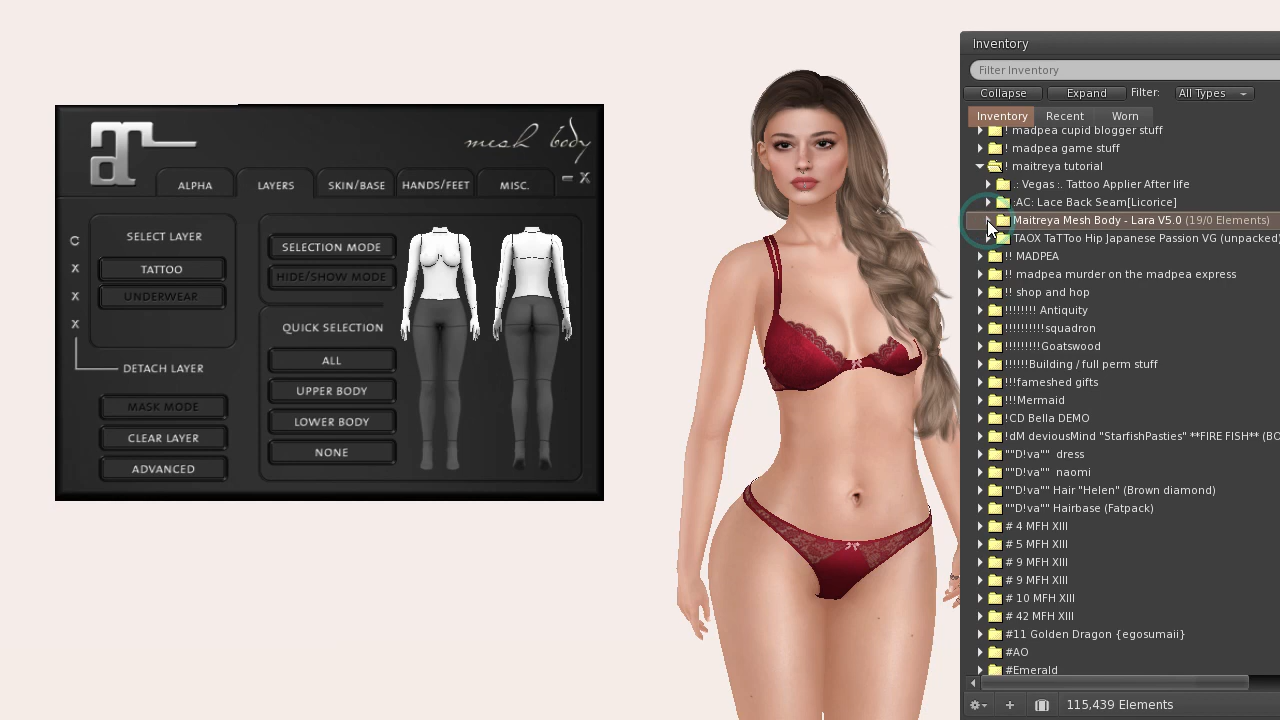 mesh body
ALPHA
LAYERS
SKIN/BASE
HANDS/FEET
MISC.
X
SELECT LAYER
C
TATTOO
X
UNDERWEAR
X
X
DETACH LAYER
MASK MODE
CLEAR LAYER
ADVANCED
SELECTION MODE
HIDE/SHOW MODE
QUICK SELECTION
ALL
UPPER BODY
LOWER BODY
NONE
Inventory
Filter Inventory
Collapse
Expand
Filter:
All Types
Inventory
Recent
Worn
! madpea cupid blogger stuff
! madpea game stuff
! maitreya tutorial
.: Vegas :. Tattoo Applier After life
:AC: Lace Back Seam[Licorice]
Maitreya Mesh Body - Lara V5.0 (19/0 Elements)
TAOX TaTToo Hip Japanese Passion VG (unpacked)
!! MADPEA
!! madpea murder on the madpea express
!! shop and hop
!!!!!!!! Antiquity
!!!!!!!!!!squadron
!!!!!!!!!Goatswood
!!!!!!Building / full perm stuff
!!!fameshed gifts
!!!Mermaid
!CD Bella DEMO
!dM deviousMind "StarfishPasties" **FIRE FISH** (BO
""D!va"" dress
""D!va"" naomi
""D!va"" Hair "Helen" (Brown diamond)
""D!va"" Hairbase (Fatpack)
# 4 MFH XIII
# 5 MFH XIII
# 9 MFH XIII
# 9 MFH XIII
# 10 MFH XIII
# 42 MFH XIII
#11 Golden Dragon {egosumaii}
#AO
#Emerald
115,439 Elements